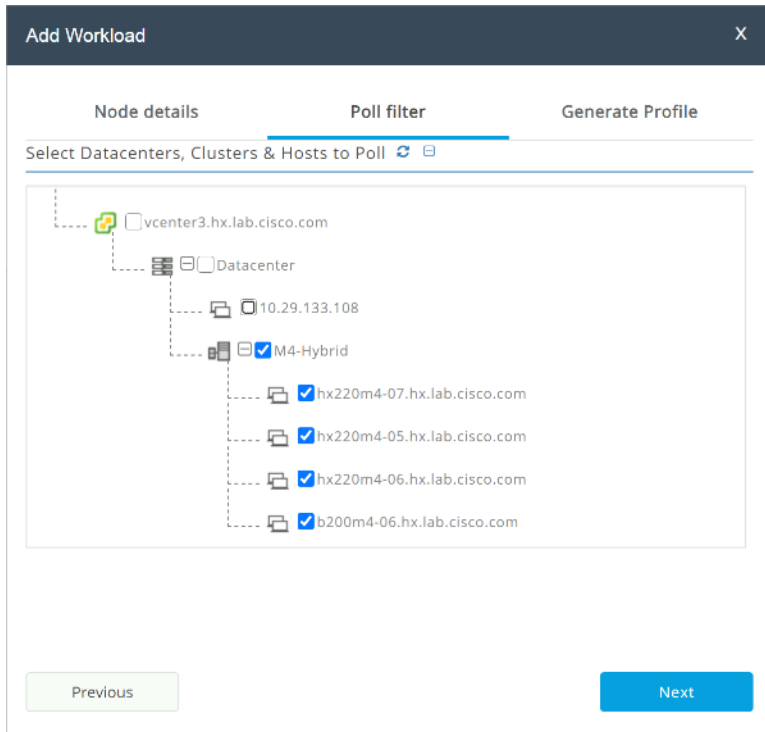 Add Workload X
Node details Poll filter Generate Profile
Select Datacenters, Clusters & Hosts to Poll
vcenter3.hx.lab.cisco.com
Datacenter
10.29.133.108
M4-Hybrid
hx220m4-07.hx.lab.cisco.com
hx220m4-05.hx.lab.cisco.com
hx220m4-06.hx.lab.cisco.com
b200m4-06.hx.lab.cisco.com
Previous Next